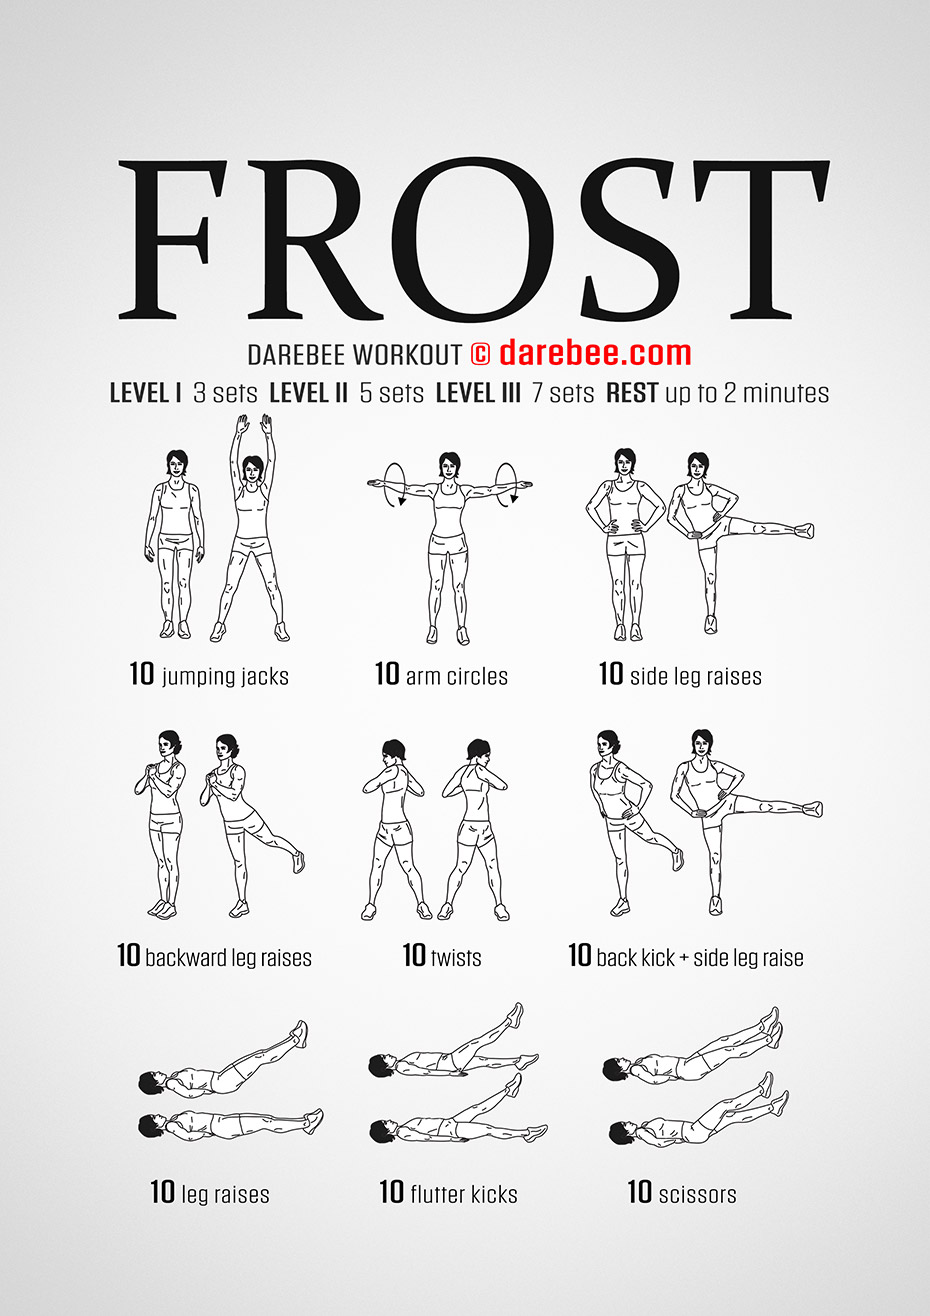 FROST
DAREBEE WORKOUT © darebee.com
LEVEL I 3 sets LEVEL II 5 sets LEVEL III 7 sets REST up to 2 minutes
10 jumping jacks
10 arm circles
10 side leg raises
10 backward leg raises
10 twists
10 back kick + side leg raise
10 leg raises
10 flutter kicks
10 scissors